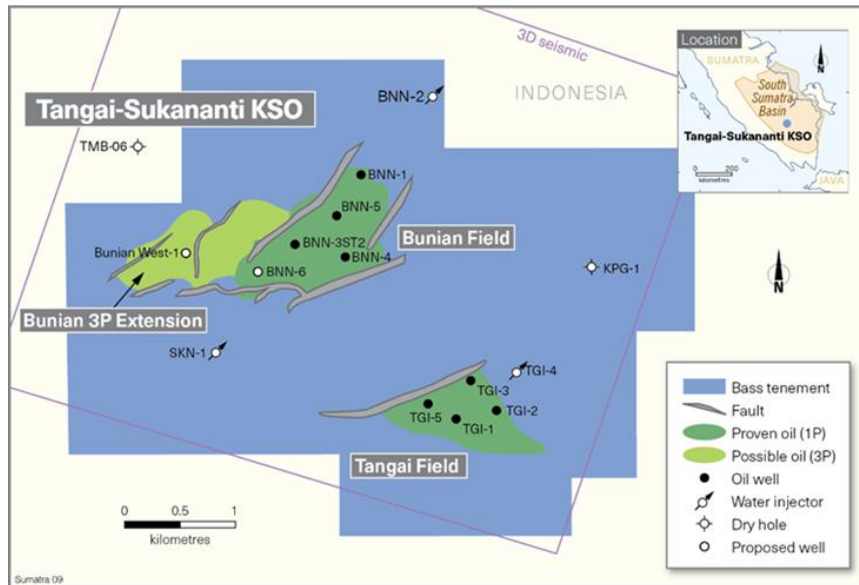 3D seismic
Location
SUMATRA
N
South
Sumatra
Basin
Tangai-Sukananti KSO
0 200
kilometres
JAVA
INDONESIA
BNN-2
Tangai-Sukananti KSO
TMB-06
BNN-1
BNN-5
Bunian Field
BNN-3ST2
Bunian West-1
BNN-4
BNN-6
KPG-1
N
Bunian 3P Extension
SKN-1
TGI-4
TGI-3
TGI-5
TGI-2
TGI-1
Tangai Field
Bass tenement
Fault
Proven oil (1P)
Possible oil (3P)
Oil well
Water injector
Dry hole
Proposed well
0 0.5 1
kilometres
Sumatra 09